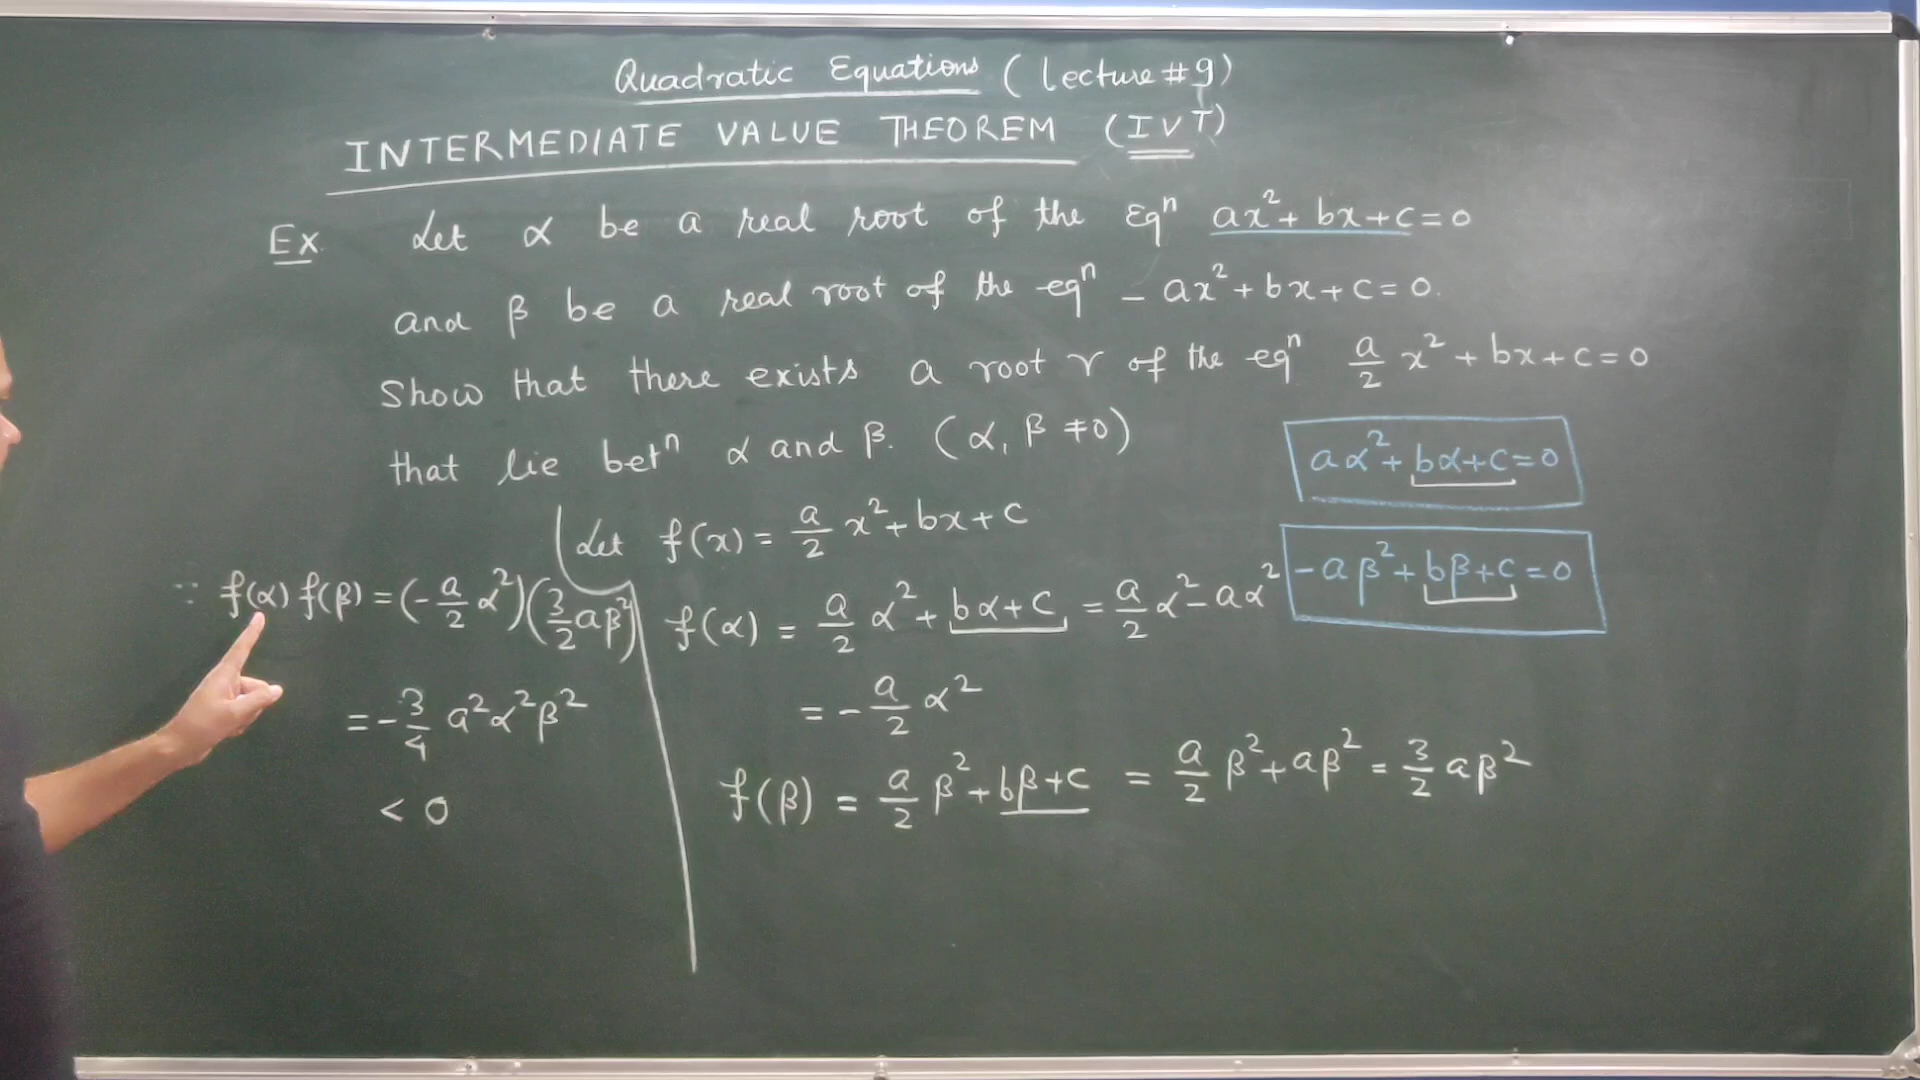 Quadratic Equations (Lecture #9)
INTERMEDIATE VALUE THEOREM (IVT)
Ex. Let α be a real root of the Eqⁿ ax² + bx + c = 0
and β be a real root of the eqⁿ - ax² + bx + c = 0.
Show that there exists a root r of the eqⁿ a/2 x² + bx + c = 0
that lie betⁿ α and β. (α, β ≠ 0)
aα² + bα + c = 0
-aβ² + bβ + c = 0
Let f(x) = a/2 x² + bx + c
f(α) = a/2 α² + bα + c = a/2 α² - aα²
= - a/2 α²
f(β) = a/2 β² + bβ + c = a/2 β² + aβ² = 3/2 aβ²
∵ f(α) f(β) = (- a/2 α²)(3/2 aβ²)
= - 3/4 a²α²β²
< 0